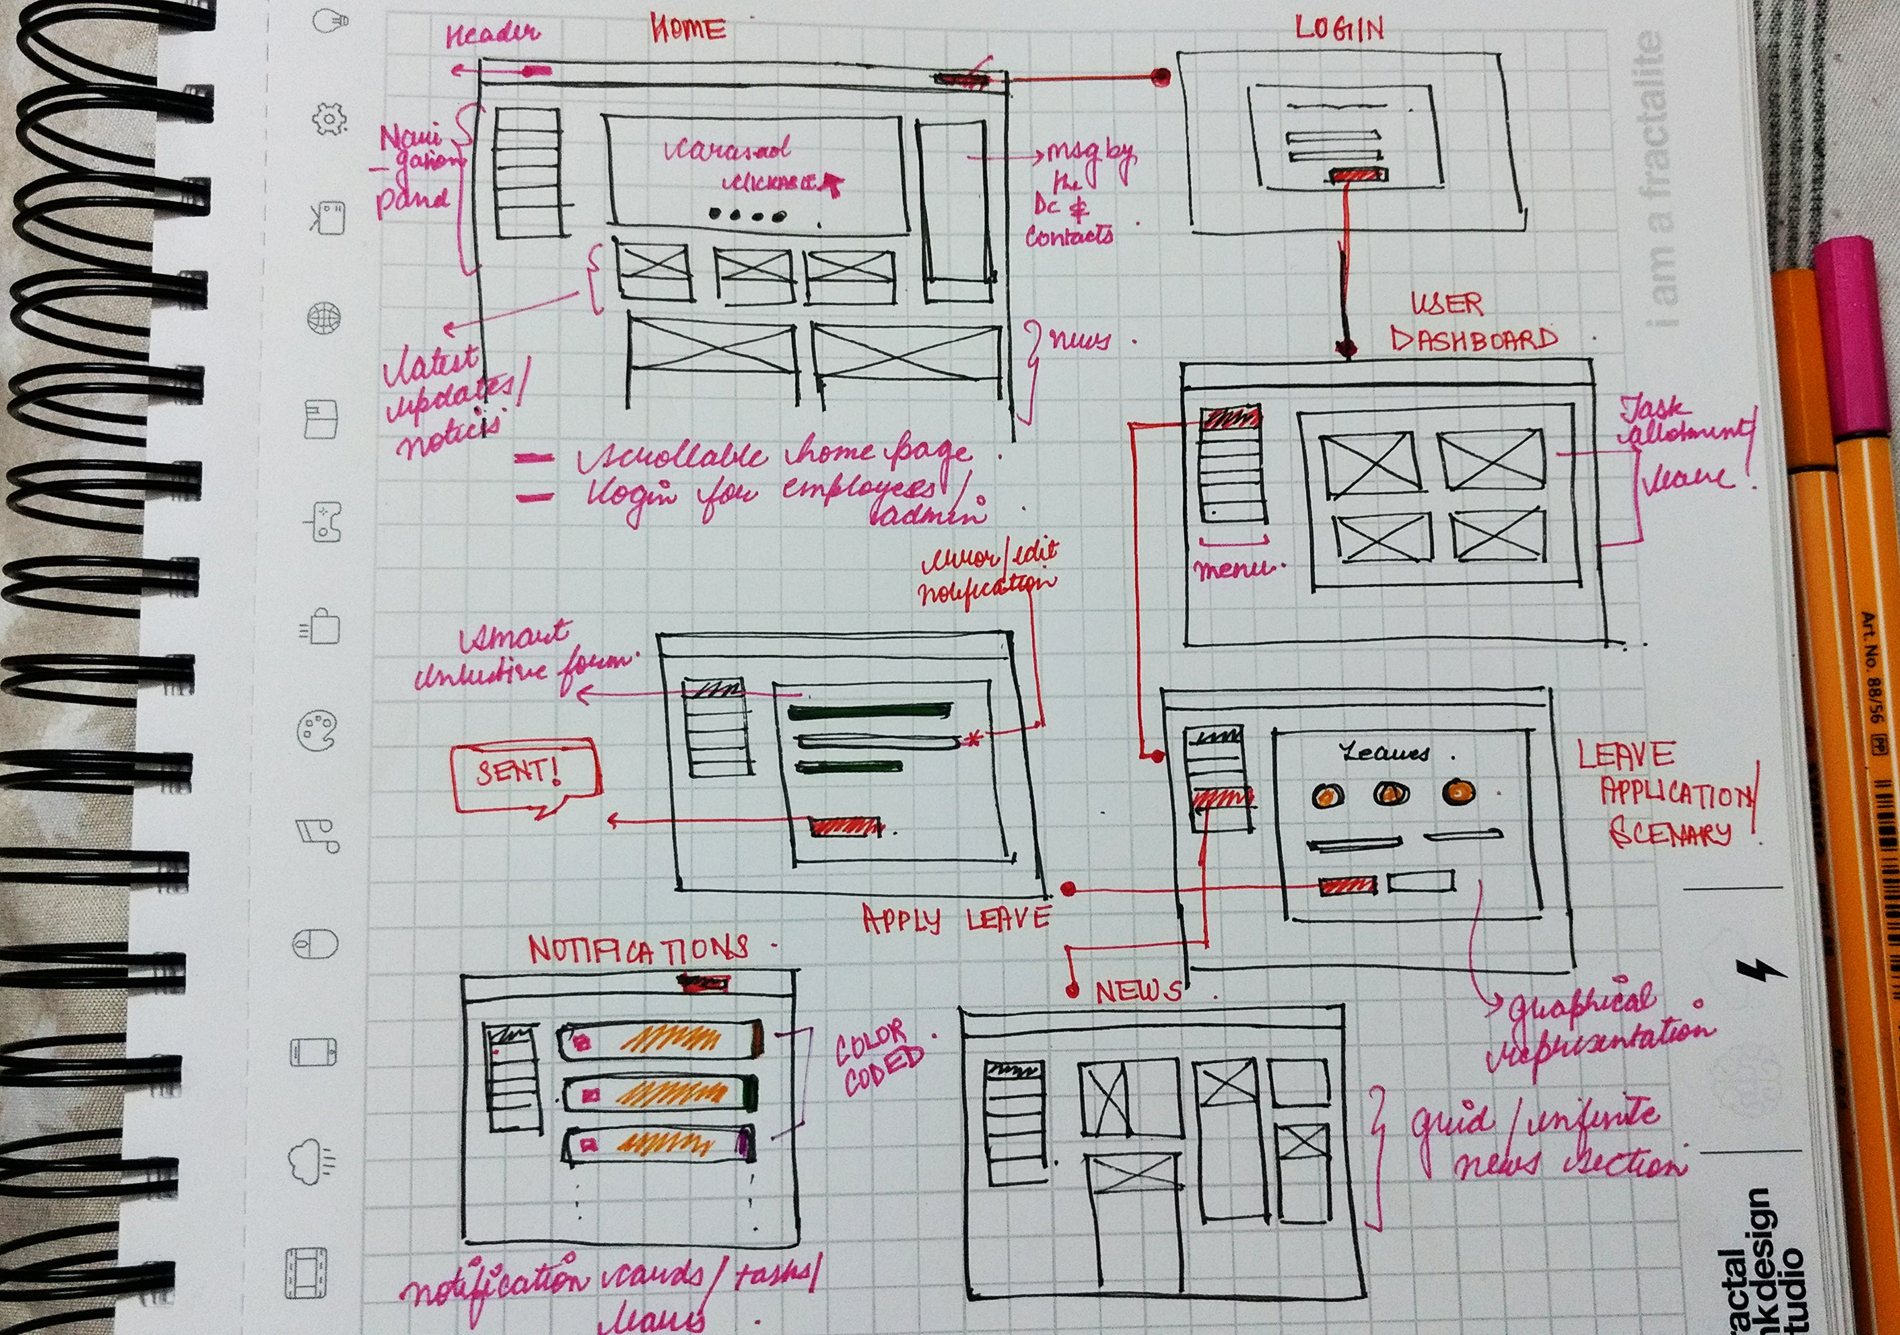 Header
HOME
LOGIN
Navi
-gation
panel
carasaol
CLICKABLE
msg by
the
DC &
contacts
i am a fractalite
USER
DASHBOARD
news
latest
updates/
notices
Task
allotment/
leave
- scrollable home page
- login for employees/
admin
menu.
error/edit
notification
smart
intuitive form.
SENT!
Leaves.
LEAVE
APPLICATION/
SCENARY
APPLY LEAVE
NOTIFICATIONS
NEWS
COLOR
CODED
graphical
representation
grid/infinite
news section
notification cards/tasks/
leaves
Art. No. 88/56
ractal
nkdesign
tudio